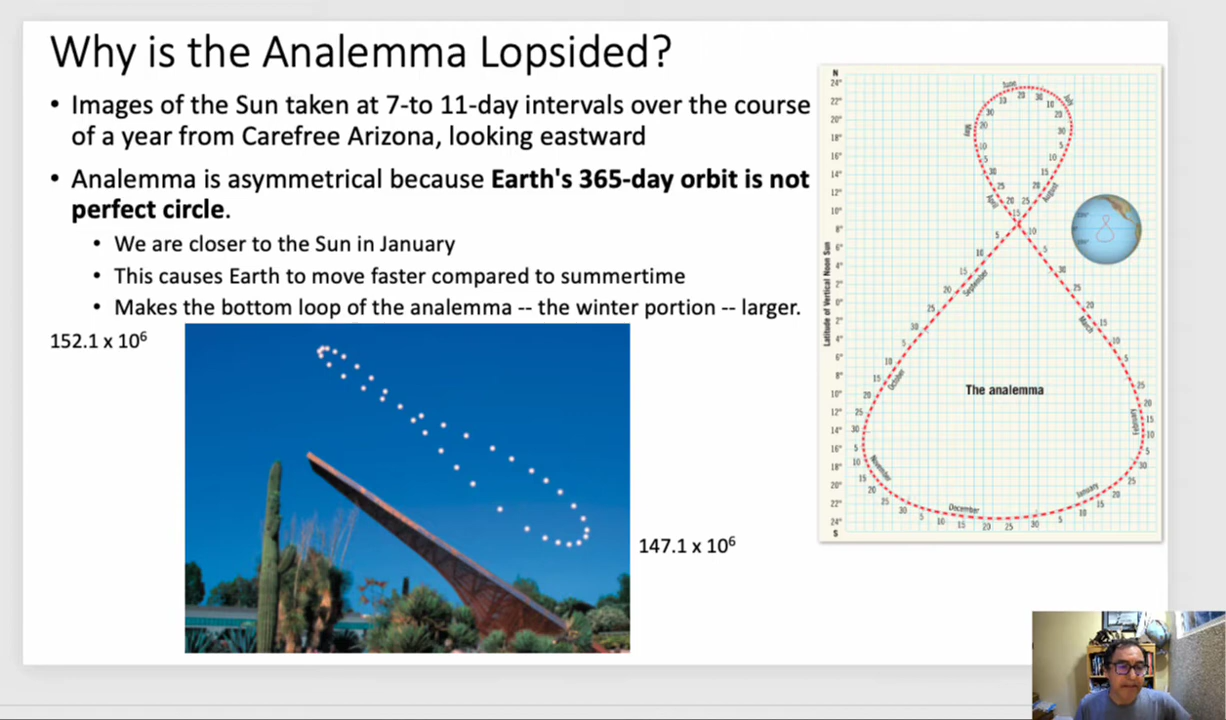 Why is the Analemma Lopsided?
• Images of the Sun taken at 7-to 11-day intervals over the course
of a year from Carefree Arizona, looking eastward
• Analemma is asymmetrical because Earth's 365-day orbit is not
perfect circle.
• We are closer to the Sun in January
• This causes Earth to move faster compared to summertime
• Makes the bottom loop of the analemma -- the winter portion -- larger.
152.1 x 10⁶
147.1 x 10⁶
N
24°
22°
20°
18°
16°
14°
12°
10°
8°
6°
4°
2°
0°
2°
4°
6°
8°
10°
12°
14°
16°
18°
20°
22°
24°
S
Latitude of Vertical Noon Sun
The analemma
June
July
May
April
August
September
March
October
February
November
January
December